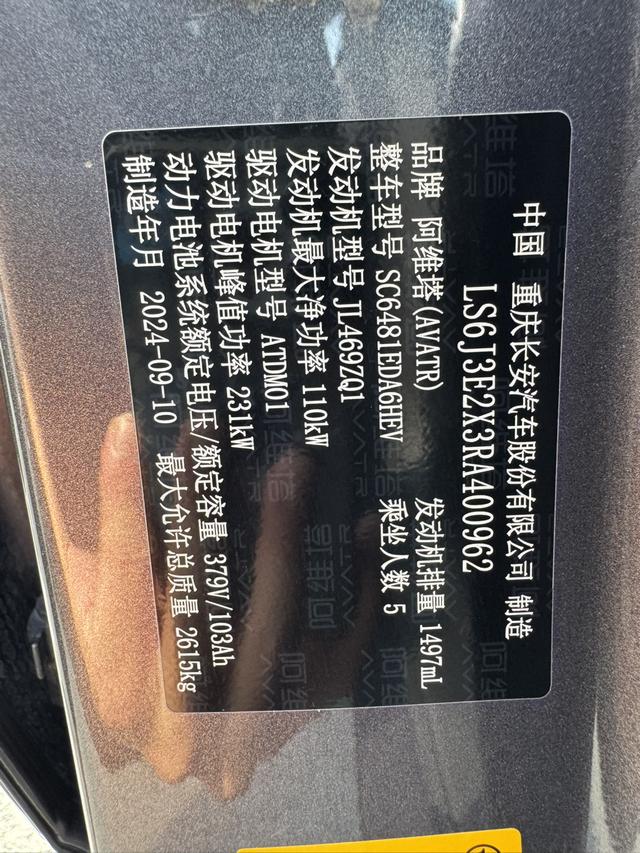 中国 重庆长安汽车股份有限公司 制造
LS6J3E2X3RA400962
品牌 阿维塔(AVATR) 发动机排量 1497mL
整车型号 SC6481EDA6HEV 乘坐人数 5
发动机型号 JL469ZQ1
发动机最大净功率 110kW
驱动电机型号 ATDM01
驱动电机峰值功率 231kW
动力电池系统额定电压/额定容量 379V/103Ah
制造年月 2024-09-10 最大允许总质量 2615kg